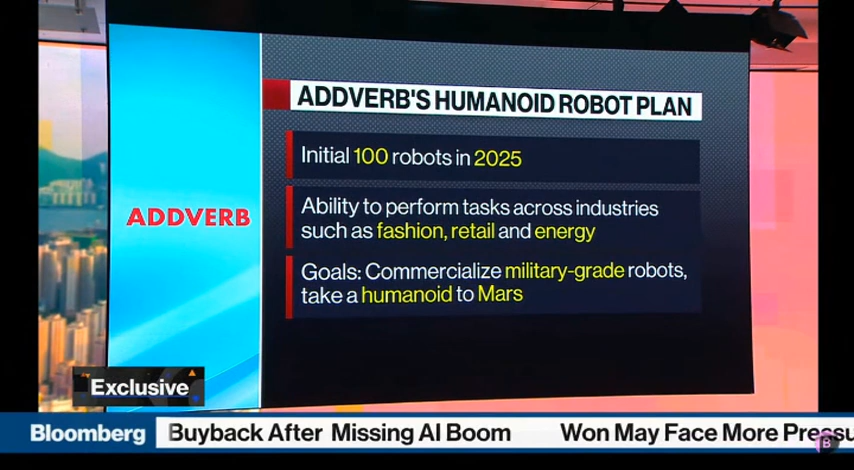 ADDVERB'S HUMANOID ROBOT PLAN
Initial 100 robots in 2025
ADDVERB
Ability to perform tasks across industries
such as fashion, retail and energy
Goals: Commercialize military-grade robots,
take a humanoid to Mars
Exclusive
Bloomberg Buyback After Missing AI Boom Won May Face More
B